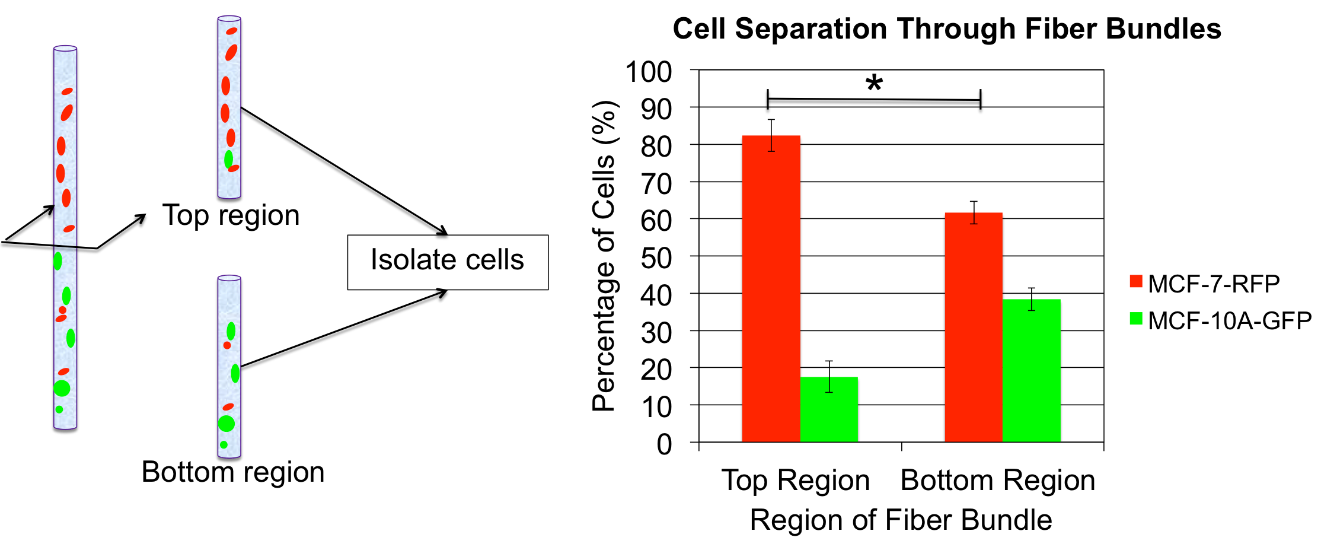 Top region
Bottom region
Isolate cells
Cell Separation Through Fiber Bundles
*
Percentage of Cells (%)
100
90
80
70
60
50
40
30
20
10
0
Top Region
Bottom Region
Region of Fiber Bundle
MCF-7-RFP
MCF-10A-GFP